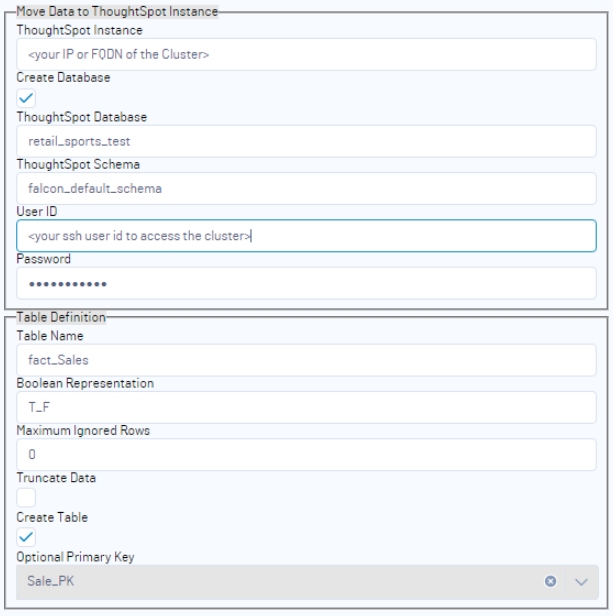 Move Data to ThoughtSpot Instance
ThoughtSpot Instance
<your IP or FQDN of the Cluster>
Create Database
ThoughtSpot Database
retail_sports_test
ThoughtSpot Schema
falcon_default_schema
User ID
<your ssh user id to access the cluster>
Password
•••••••••••
Table Definition
Table Name
fact_Sales
Boolean Representation
T_F
Maximum Ignored Rows
0
Truncate Data
Create Table
Optional Primary Key
Sale_PK